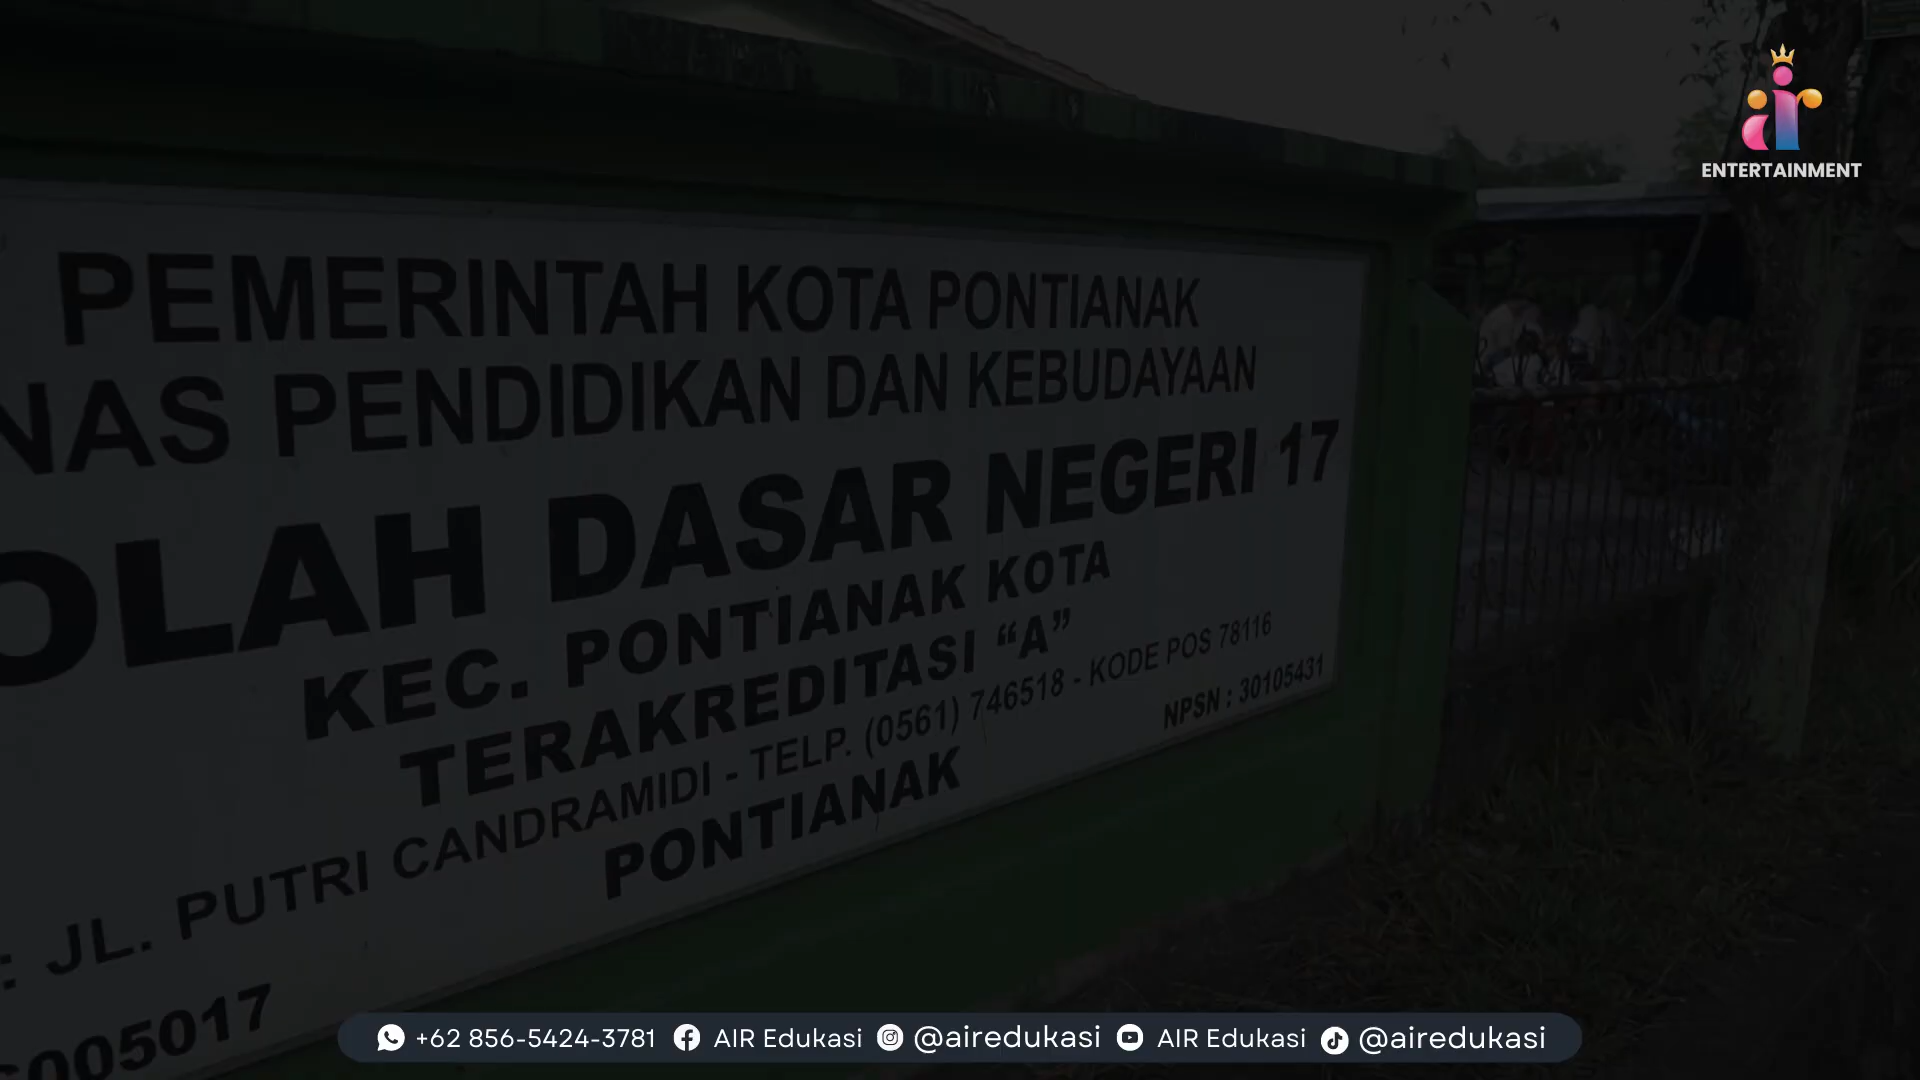 air
ENTERTAINMENT
PEMERINTAH KOTA PONTIANAK
NAS PENDIDIKAN DAN KEBUDAYAAN
OLAH DASAR NEGERI 17
KEC. PONTIANAK KOTA
TERAKREDITASI “A”
: JL. PUTRI CANDRAMIDI - TELP. (0561) 746518 - KODE POS 78116
NPSN : 30105431
PONTIANAK
005017
+62 856-5424-3781 AIR Edukasi @airedukasi AIR Edukasi @airedukasi